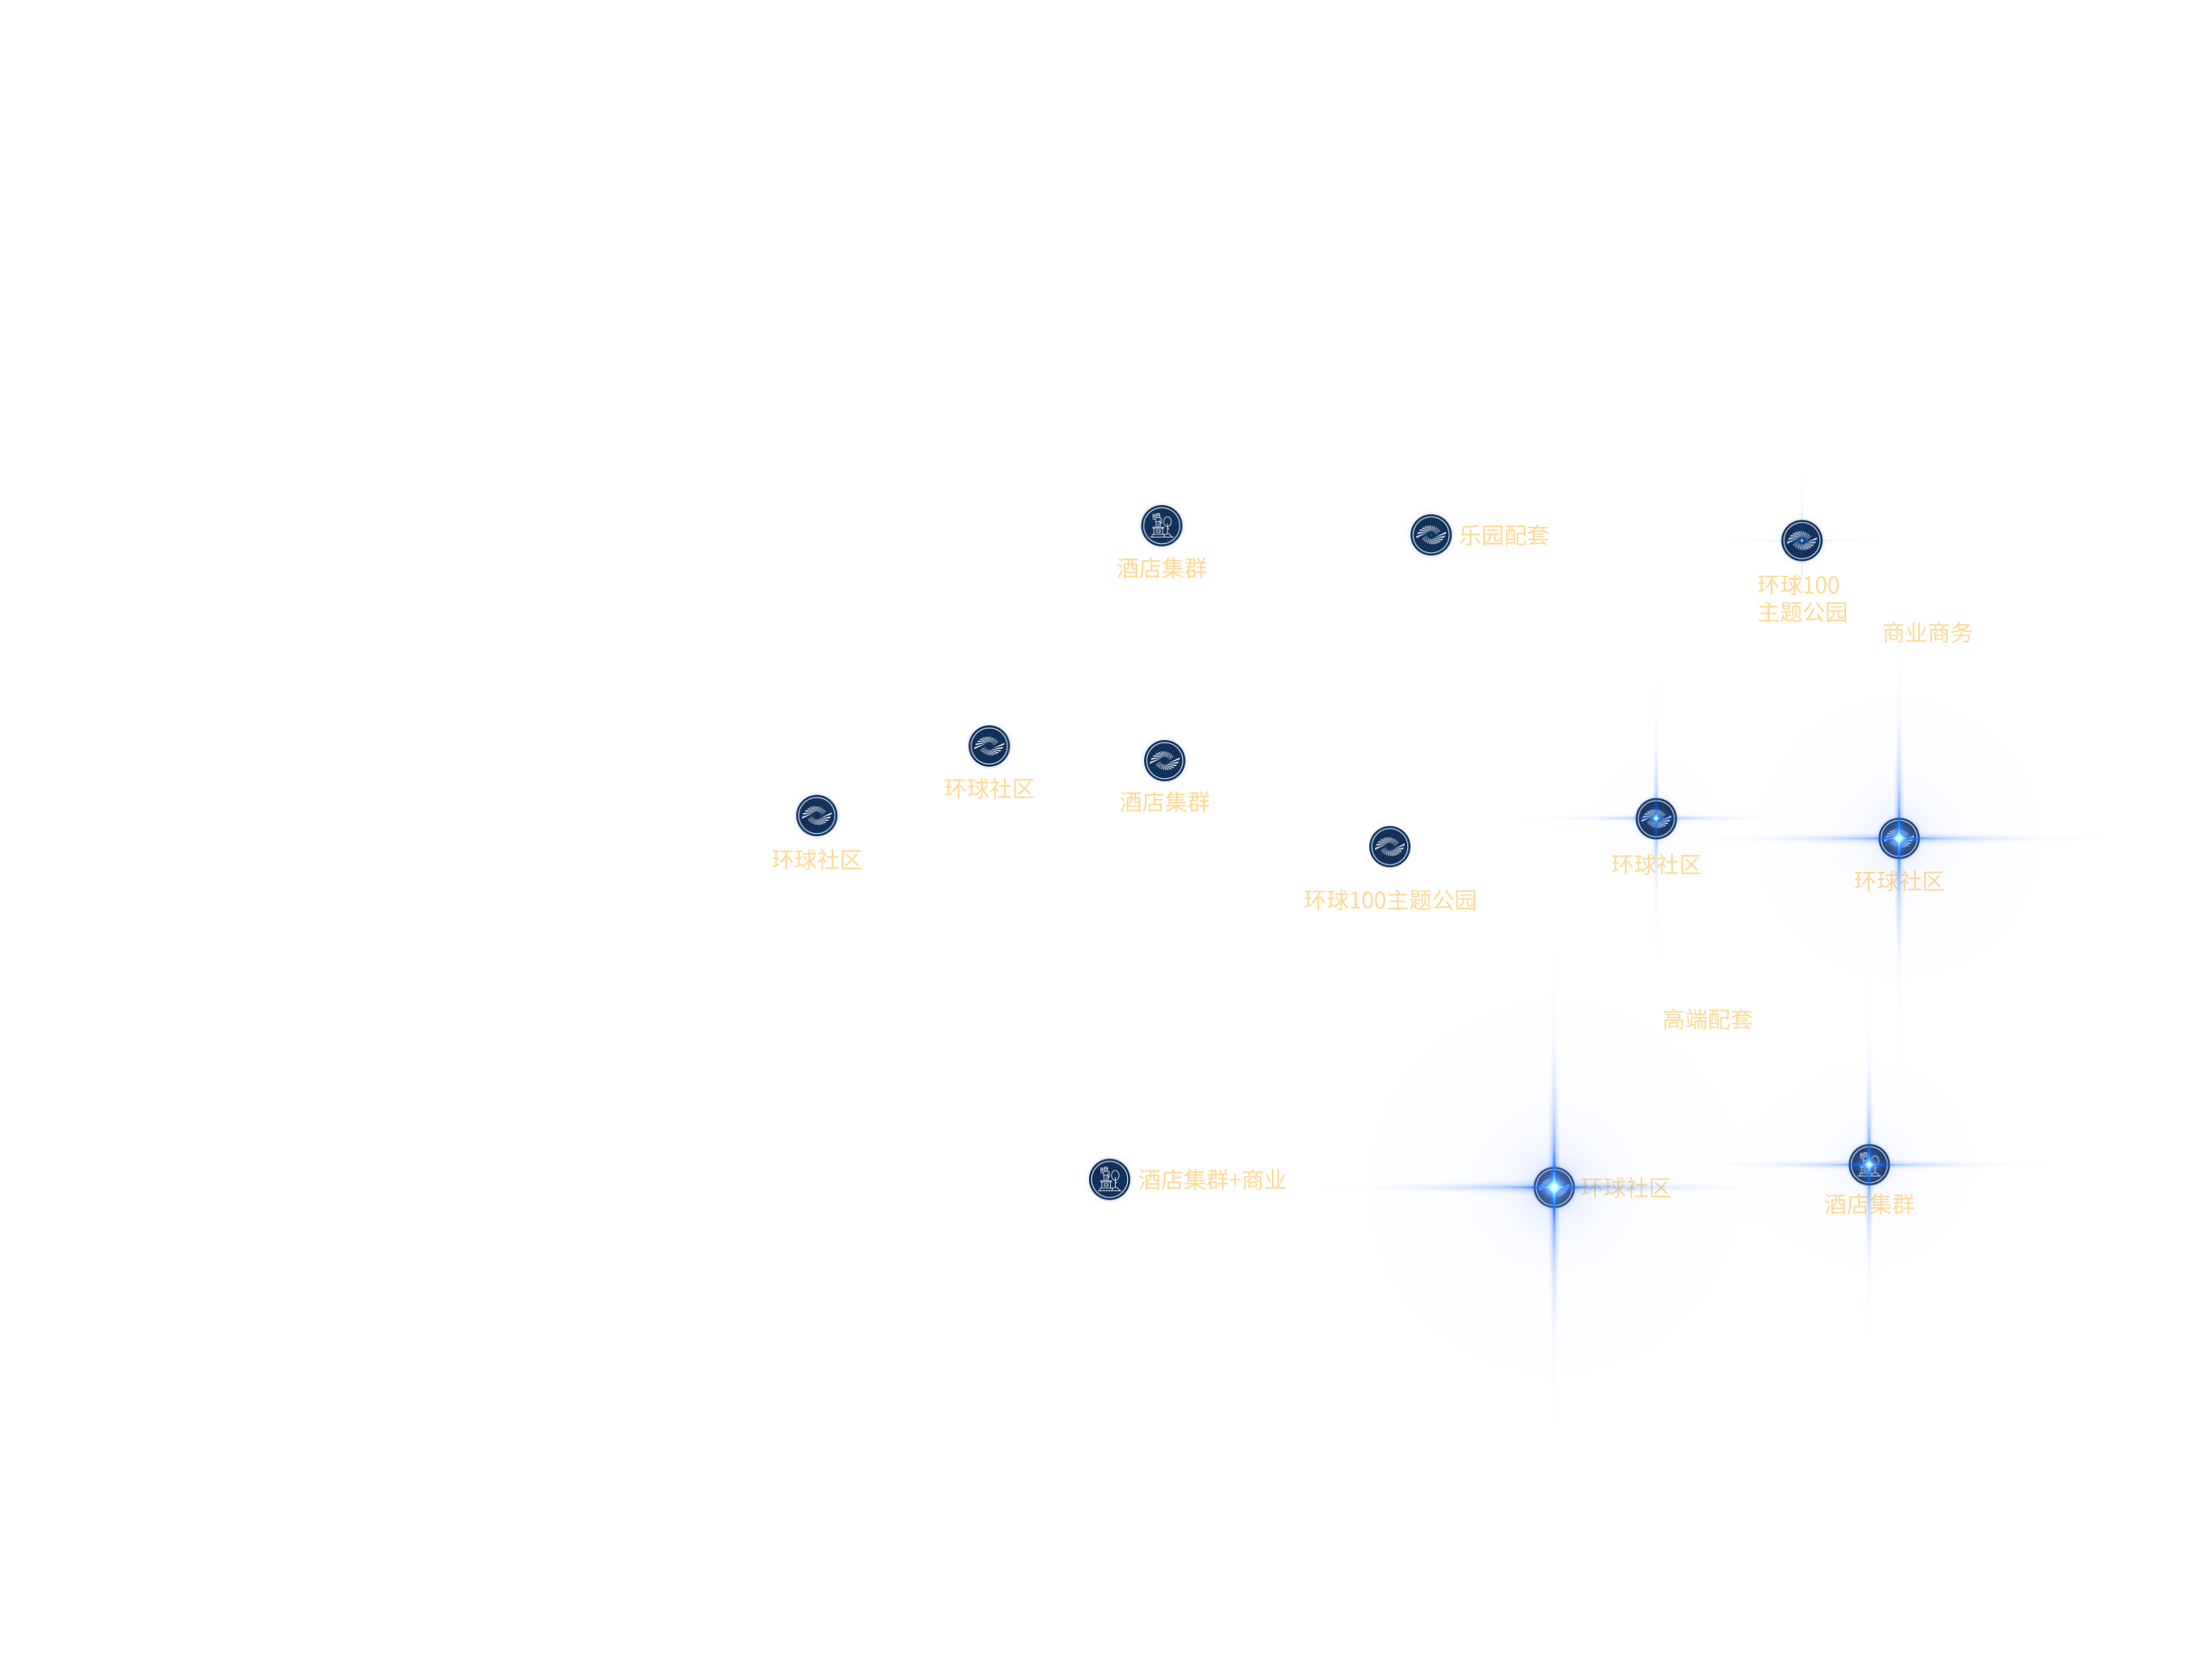 酒店集群
乐园配套
环球100
主题公园
商业商务
环球社区
酒店集群
环球社区
环球社区
环球社区
环球100主题公园
高端配套
酒店集群+商业
环球社区
酒店集群